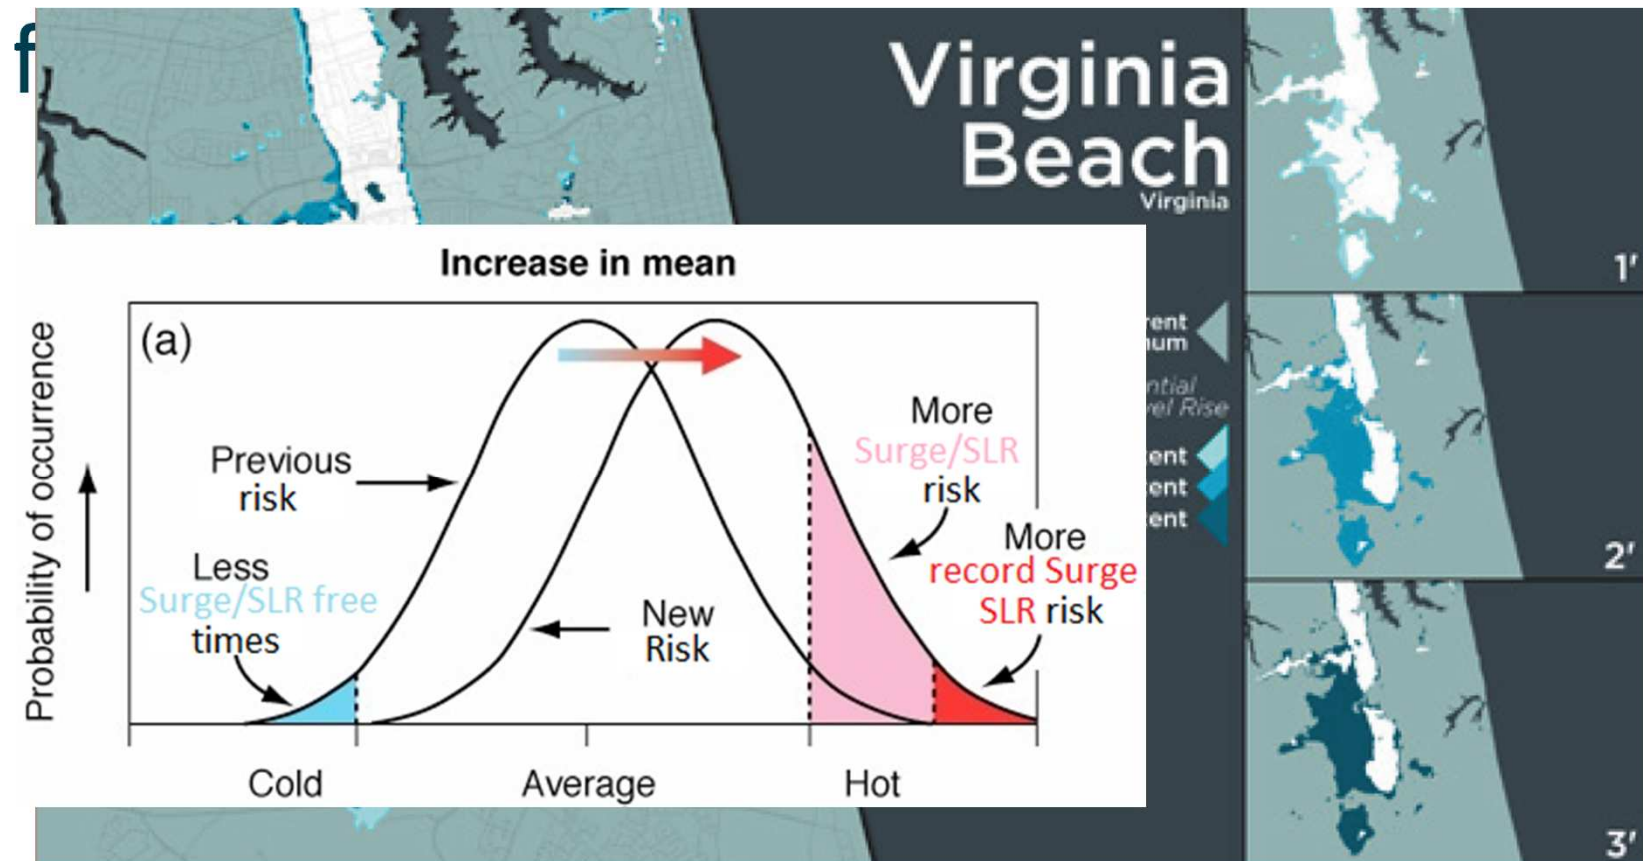 f
Virginia
Beach
Virginia
1'
Increase in mean
(a)
Probability of occurrence
Previous
risk
More
Surge/SLR
risk
Less
Surge/SLR free
times
New
Risk
More
record Surge
SLR risk
Cold
Average
Hot
2'
3'